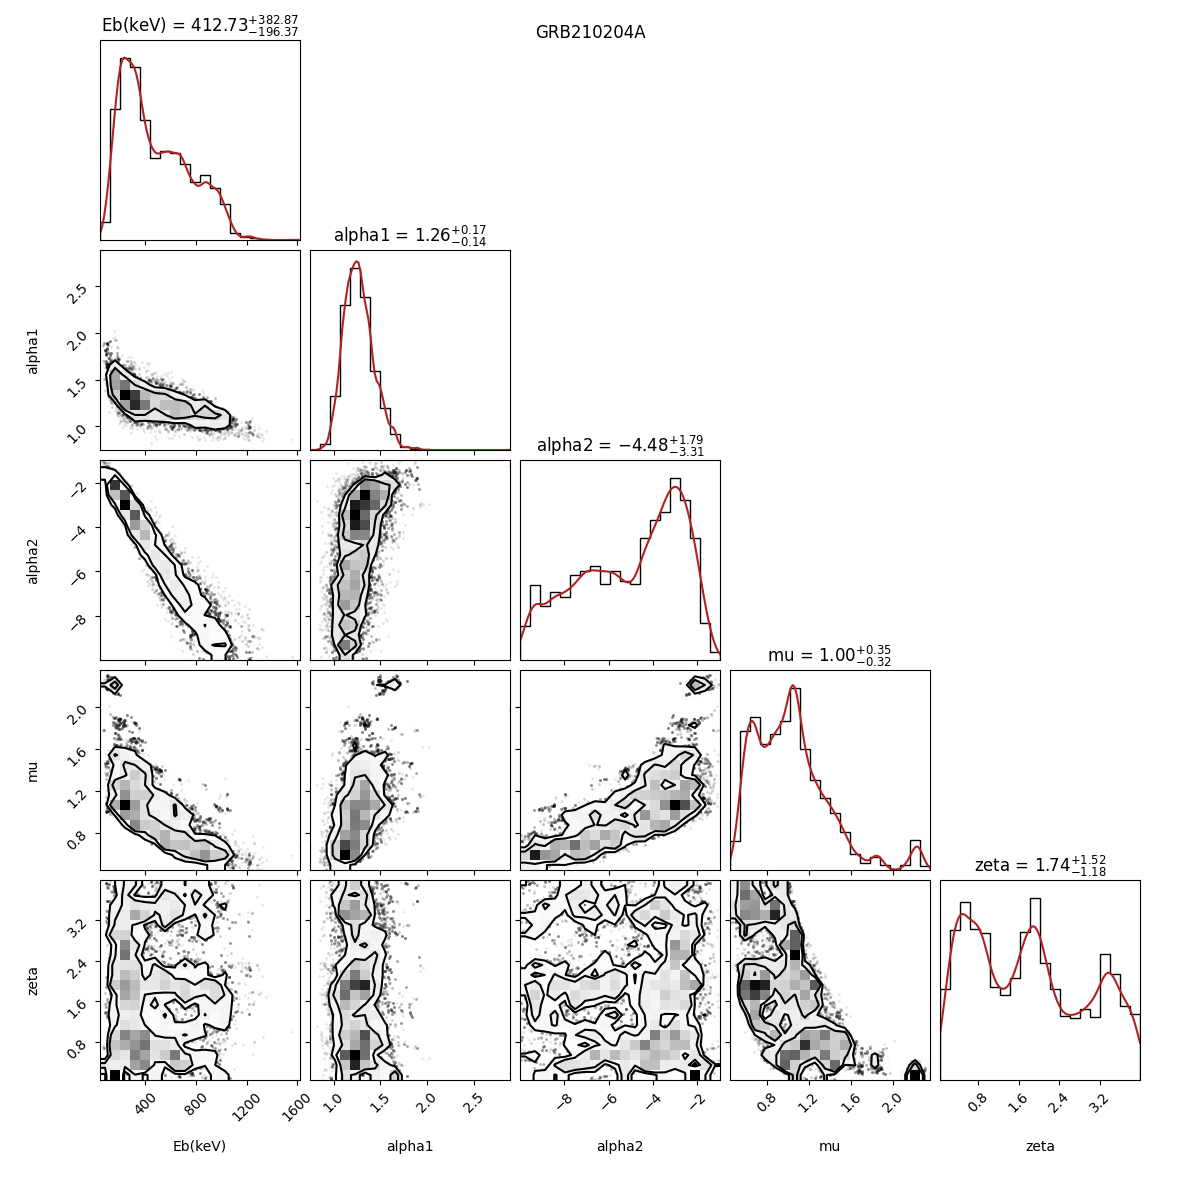 GRB210204A
Eb(keV) = 412.73+382.87−196.37
alpha1 = 1.26+0.17−0.14
2.5
2.0
1.5
1.0
alpha1
alpha2 = −4.48+1.79−3.31
−2
−4
−6
−8
alpha2
mu = 1.00+0.35−0.32
2.0
1.6
1.2
0.8
mu
zeta = 1.74+1.52−1.18
3.2
2.4
1.6
0.8
zeta
400 800 1200 1600 1.0 1.5 2.0 2.5 −8 −6 −4 −2 0.8 1.2 1.6 2.0 0.8 1.6 2.4 3.2
Eb(keV) alpha1 alpha2 mu zeta